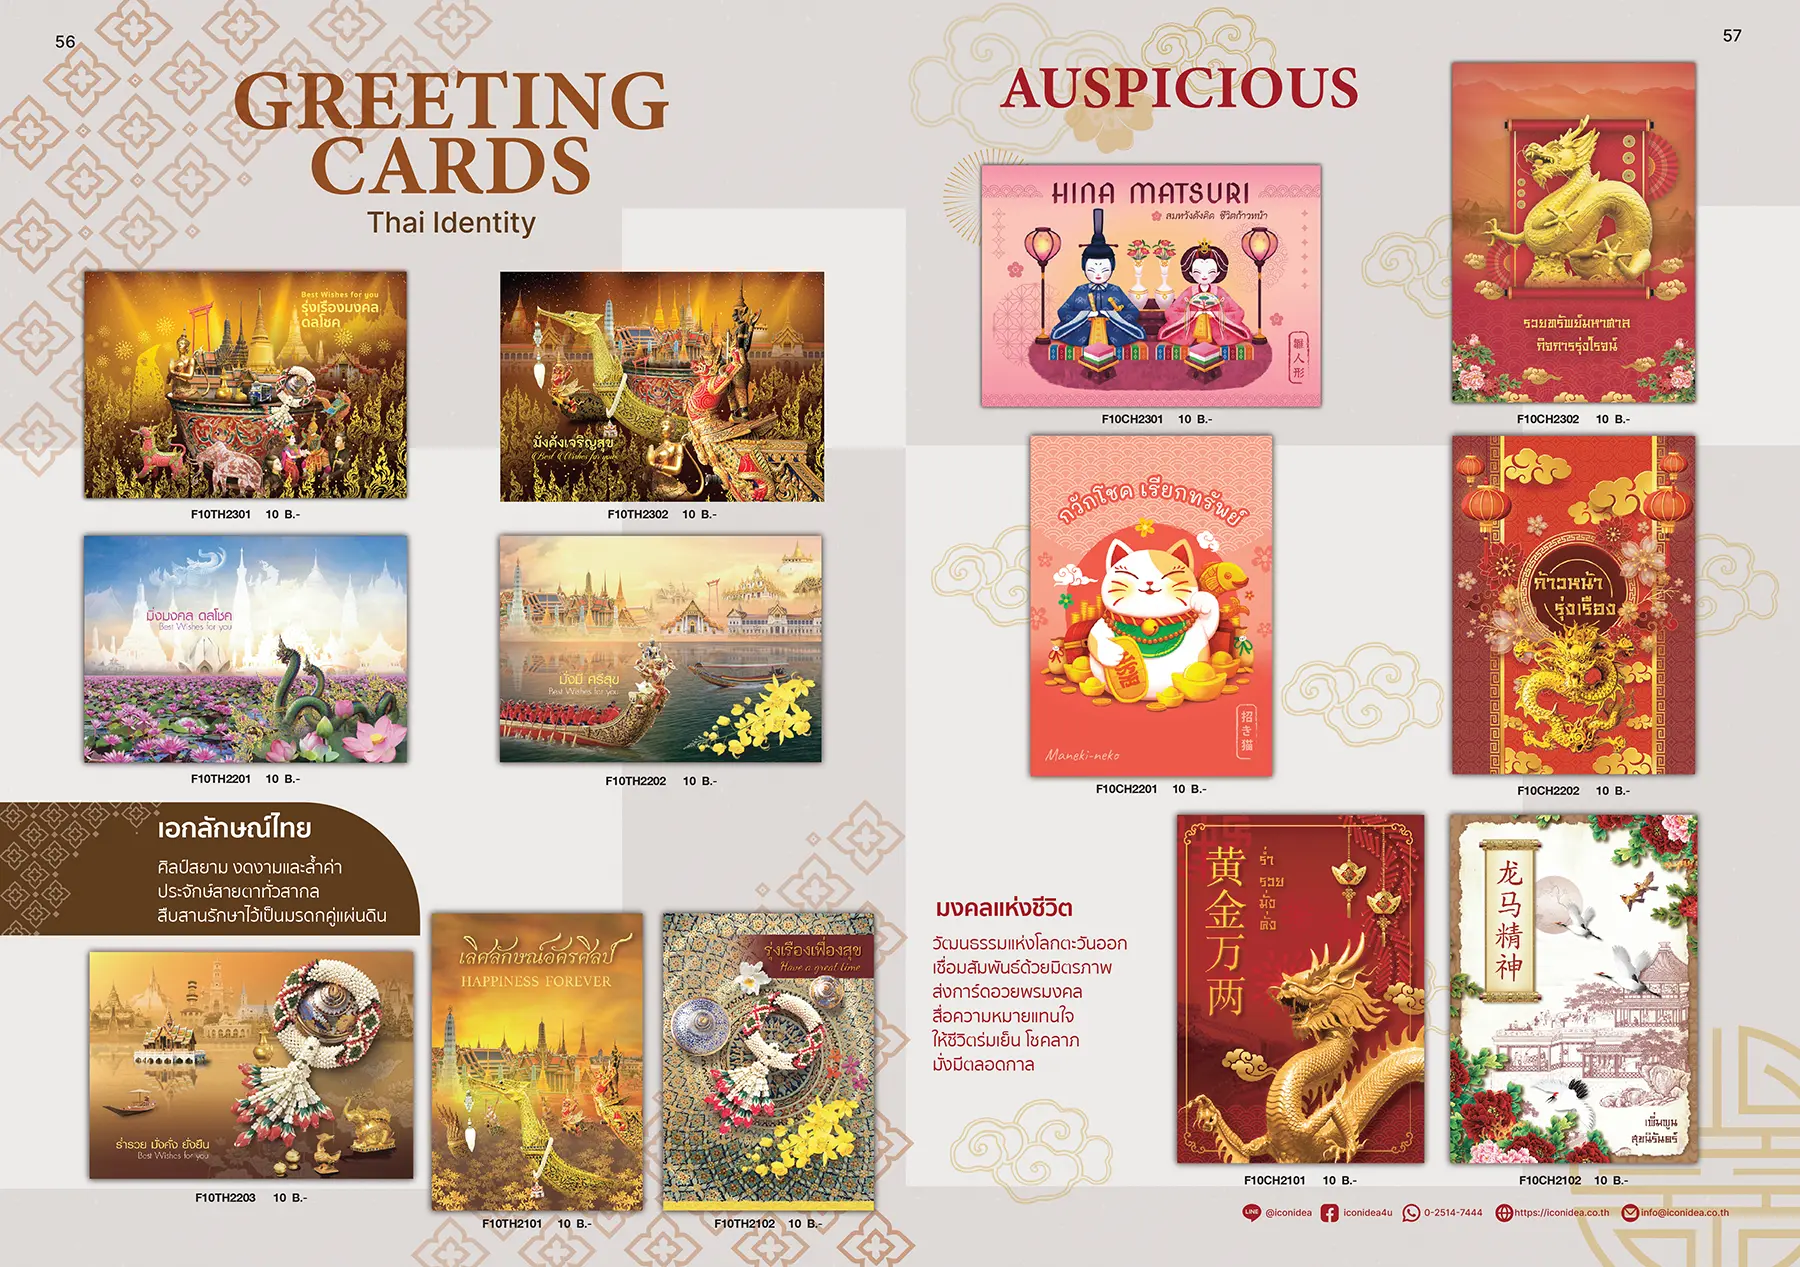 56
GREETING
CARDS
Thai Identity
Best Wishes for you
รุ่งเรืองมงคล
ดลโชค
F10TH2301 10 B.-
มั่งคั่งเจริญสุข
Best Wishes for you
F10TH2302 10 B.-
มิ่งมงคล ดลโชค
Best Wishes for you
F10TH2201 10 B.-
มั่งมี ศรีสุข
Best Wishes for you
F10TH2202 10 B.-
เอกลักษณ์ไทย
ศิลป์สยาม งดงามและล้ำค่า
ประจักษ์สายตาทั่วสากล
สืบสานรักษาไว้เป็นมรดกคู่แผ่นดิน
ร่ำรวย มั่งคั่ง ยั่งยืน
Best Wishes for you
F10TH2203 10 B.-
เลิศลักษณ์อัครศิลป์
HAPPINESS FOREVER
F10TH2101 10 B.-
รุ่งเรืองเฟื่องสุข
Have a great time
F10TH2102 10 B.-
57
AUSPICIOUS
HINA MATSURI
สมหวังดังคิด ชีวิตก้าวหน้า
雛人形
F10CH2301 10 B.-
รวยทรัพย์มหาศาล
กิจการรุ่งโรจน์
F10CH2302 10 B.-
กวักโชค เรียกทรัพย์
招き猫
Maneki-neko
F10CH2201 10 B.-
ก้าวหน้า
รุ่งเรือง
F10CH2202 10 B.-
มงคลแห่งชีวิต
วัฒนธรรมแห่งโลกตะวันออก
เชื่อมสัมพันธ์ด้วยมิตรภาพ
ส่งการ์ดอวยพรมงคล
สื่อความหมายแทนใจ
ให้ชีวิตร่มเย็น โชคลาภ
มั่งมีตลอดกาล
黄金万两
ร่ำ
รวย
มั่ง
คั่ง
F10CH2101 10 B.-
龙马精神
เพิ่มพูน
สุขนิรันดร์
F10CH2102 10 B.-
LINE @iconidea iconidea4u 0-2514-7444 https://iconidea.co.th info@iconidea.co.th